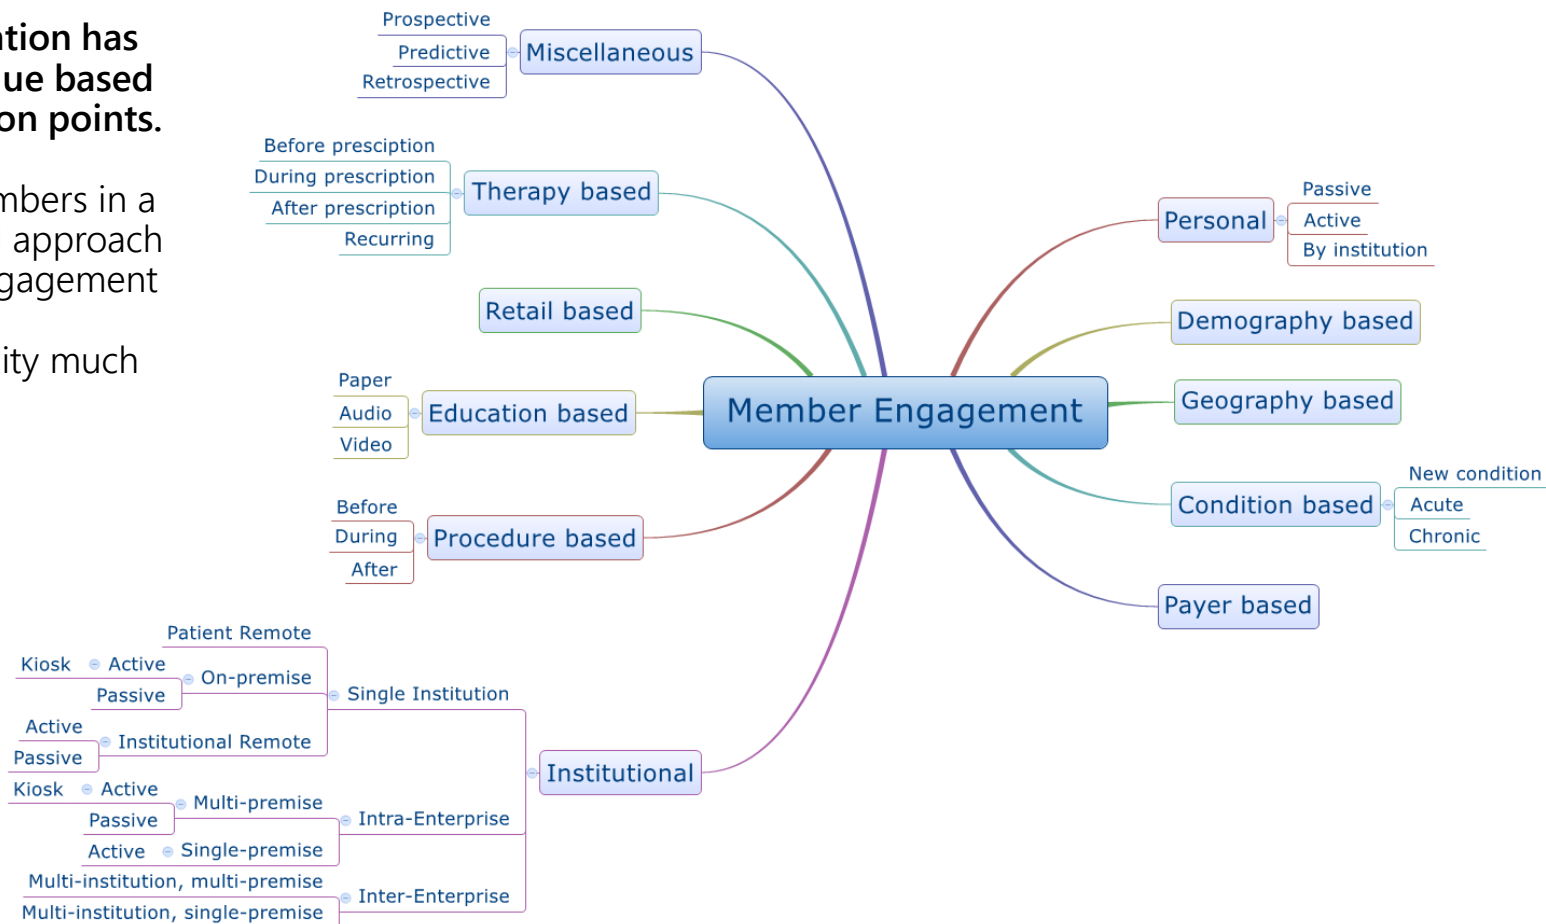 ation has
ue based
on points.
mbers in a
approach
gagement
ity much
Prospective
Predictive
Retrospective
Miscellaneous
Before presciption
During prescription
After prescription
Recurring
Therapy based
Retail based
Paper
Audio
Video
Education based
Before
During
After
Procedure based
Member Engagement
Personal
Passive
Active
By institution
Demography based
Geography based
Condition based
New condition
Acute
Chronic
Payer based
Institutional
Single Institution
Patient Remote
On-premise
Active
Kiosk
Passive
Institutional Remote
Active
Passive
Intra-Enterprise
Multi-premise
Active
Kiosk
Passive
Single-premise
Active
Inter-Enterprise
Multi-institution, multi-premise
Multi-institution, single-premise